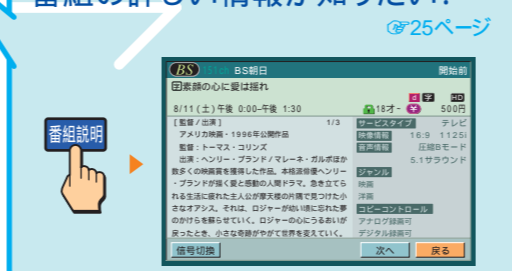 番組の詳しい情報が知りたい!
☞25ページ
番組説明
BS 151ch BS朝日 開始前
字素顔の心に愛は揺れ
d 字 HD
8/11(土)午後 0:00-午後 1:30 18才- ¥ 500円
[監督/出演] 1/3
アメリカ映画・1996年公開作品
監督:トーマス・コリンズ
出演:ヘンリー・ブランド/マレーネ・ガルボほか
数多くの映画賞を獲得した作品。本格派俳優ヘンリー
・ブランドが描く愛と感動の人間ドラマ。急き立てら
れる生活に疲れた主人公が摩天楼の片隅で見つけた小
さなオアシス。それは、ロジャーが幼い頃に忘れた夢
のかけらを蘇らせていく。ロジャーの心にうるおいが
戻ったとき、小さな奇跡がやがて世界を変えていく。
サービスタイプ テレビ
映像情報 16:9 1125i
音声情報 圧縮Bモード
5.1サラウンド
ジャンル
映画
洋画
コピーコントロール
アナログ録画可
デジタル録画可
信号切換 次へ 戻る